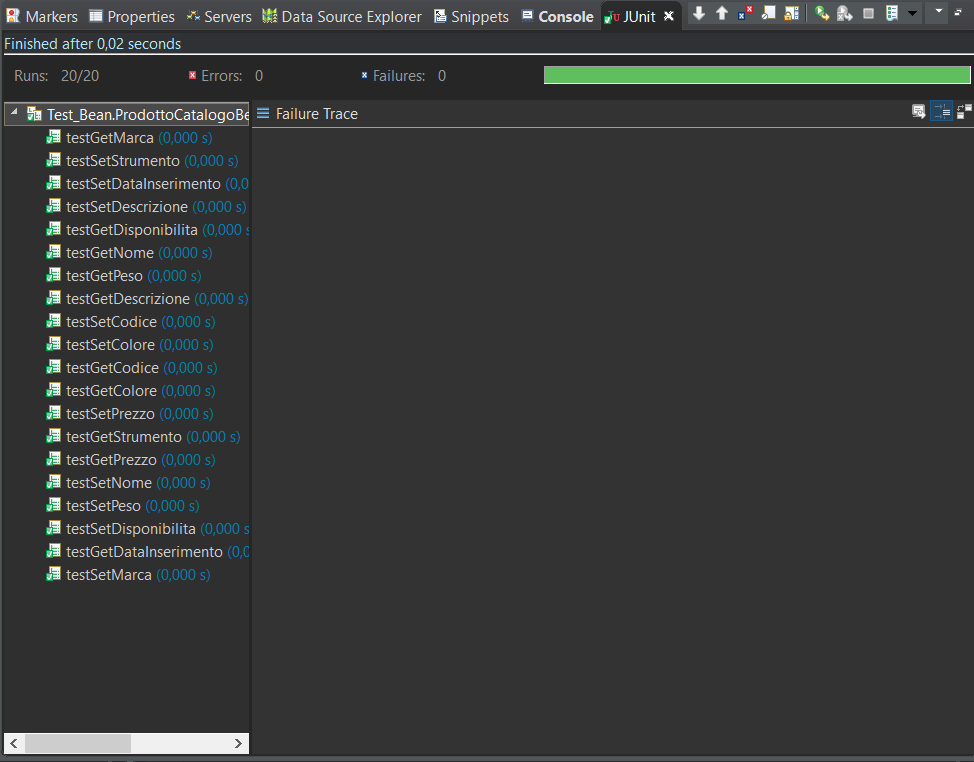 Markers Properties Servers Data Source Explorer Snippets Console JUnit
Finished after 0,02 seconds
Runs: 20/20 Errors: 0 Failures: 0
Test_Bean.ProdottoCatalogoBe
Failure Trace
testGetMarca (0,000 s)
testSetStrumento (0,000 s)
testSetDataInserimento (0,0
testSetDescrizione (0,000 s)
testGetDisponibilita (0,000 s
testGetNome (0,000 s)
testGetPeso (0,000 s)
testGetDescrizione (0,000 s)
testSetCodice (0,000 s)
testSetColore (0,000 s)
testGetCodice (0,000 s)
testGetColore (0,000 s)
testSetPrezzo (0,000 s)
testGetStrumento (0,000 s)
testGetPrezzo (0,000 s)
testSetNome (0,000 s)
testSetPeso (0,000 s)
testSetDisponibilita (0,000 s
testGetDataInserimento (0,0
testSetMarca (0,000 s)